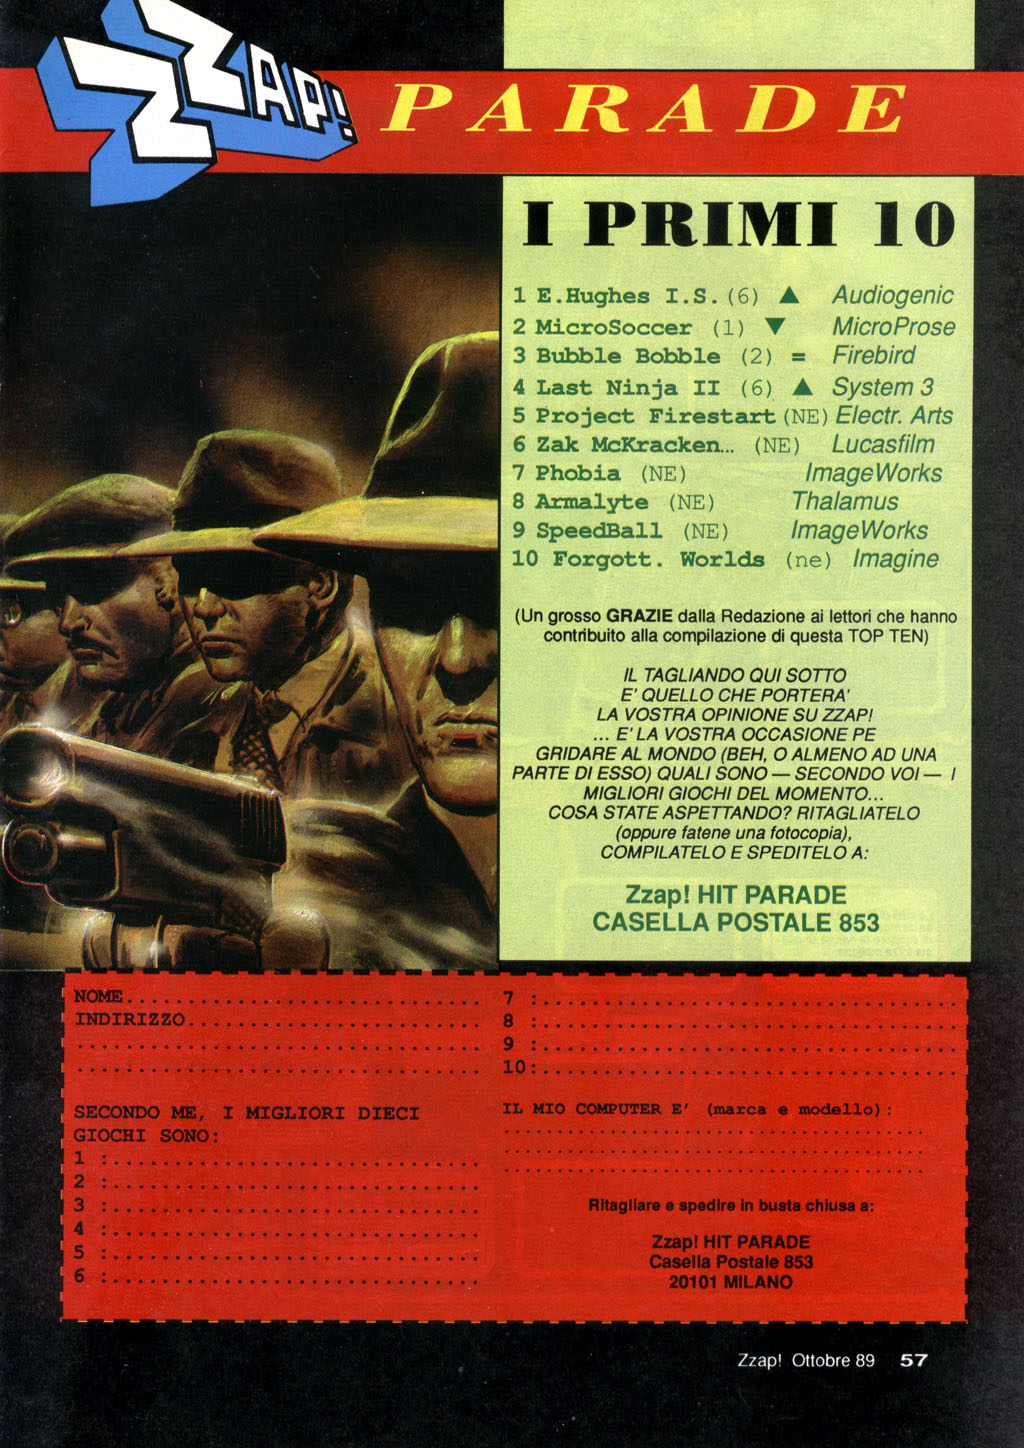 ZZAP! PARADE
I PRIMI 10
1 E.Hughes I.S. (6) ▲ Audiogenic
2 MicroSoccer (1) ▼ MicroProse
3 Bubble Bobble (2) = Firebird
4 Last Ninja II (6) ▲ System 3
5 Project Firestart (NE) Electr. Arts
6 Zak McKracken... (NE) Lucasfilm
7 Phobia (NE) ImageWorks
8 Armalyte (NE) Thalamus
9 SpeedBall (NE) ImageWorks
10 Forgott. Worlds (ne) Imagine
(Un grosso GRAZIE dalla Redazione ai lettori che hanno
contribuito alla compilazione di questa TOP TEN)
IL TAGLIANDO QUI SOTTO
E' QUELLO CHE PORTERA'
LA VOSTRA OPINIONE SU ZZAP!
... E' LA VOSTRA OCCASIONE PE
GRIDARE AL MONDO (BEH, O ALMENO AD UNA
PARTE DI ESSO) QUALI SONO — SECONDO VOI — I
MIGLIORI GIOCHI DEL MOMENTO...
COSA STATE ASPETTANDO? RITAGLIATELO
(oppure fatene una fotocopia),
COMPILATELO E SPEDITELO A:
Zzap! HIT PARADE
CASELLA POSTALE 853
NOME..............................
INDIRIZZO.........................
..................................
..................................
SECONDO ME, I MIGLIORI DIECI
GIOCHI SONO:
1 :...............................
2 :...............................
3 :...............................
4 :...............................
5 :...............................
6 :...............................
7 :...................................
8 :...................................
9 :...................................
10:...................................
IL MIO COMPUTER E' (marca e modello):
......................................
......................................
......................................
Ritagliare e spedire in busta chiusa a:
Zzap! HIT PARADE
Casella Postale 853
20101 MILANO
Zzap! Ottobre 89 57